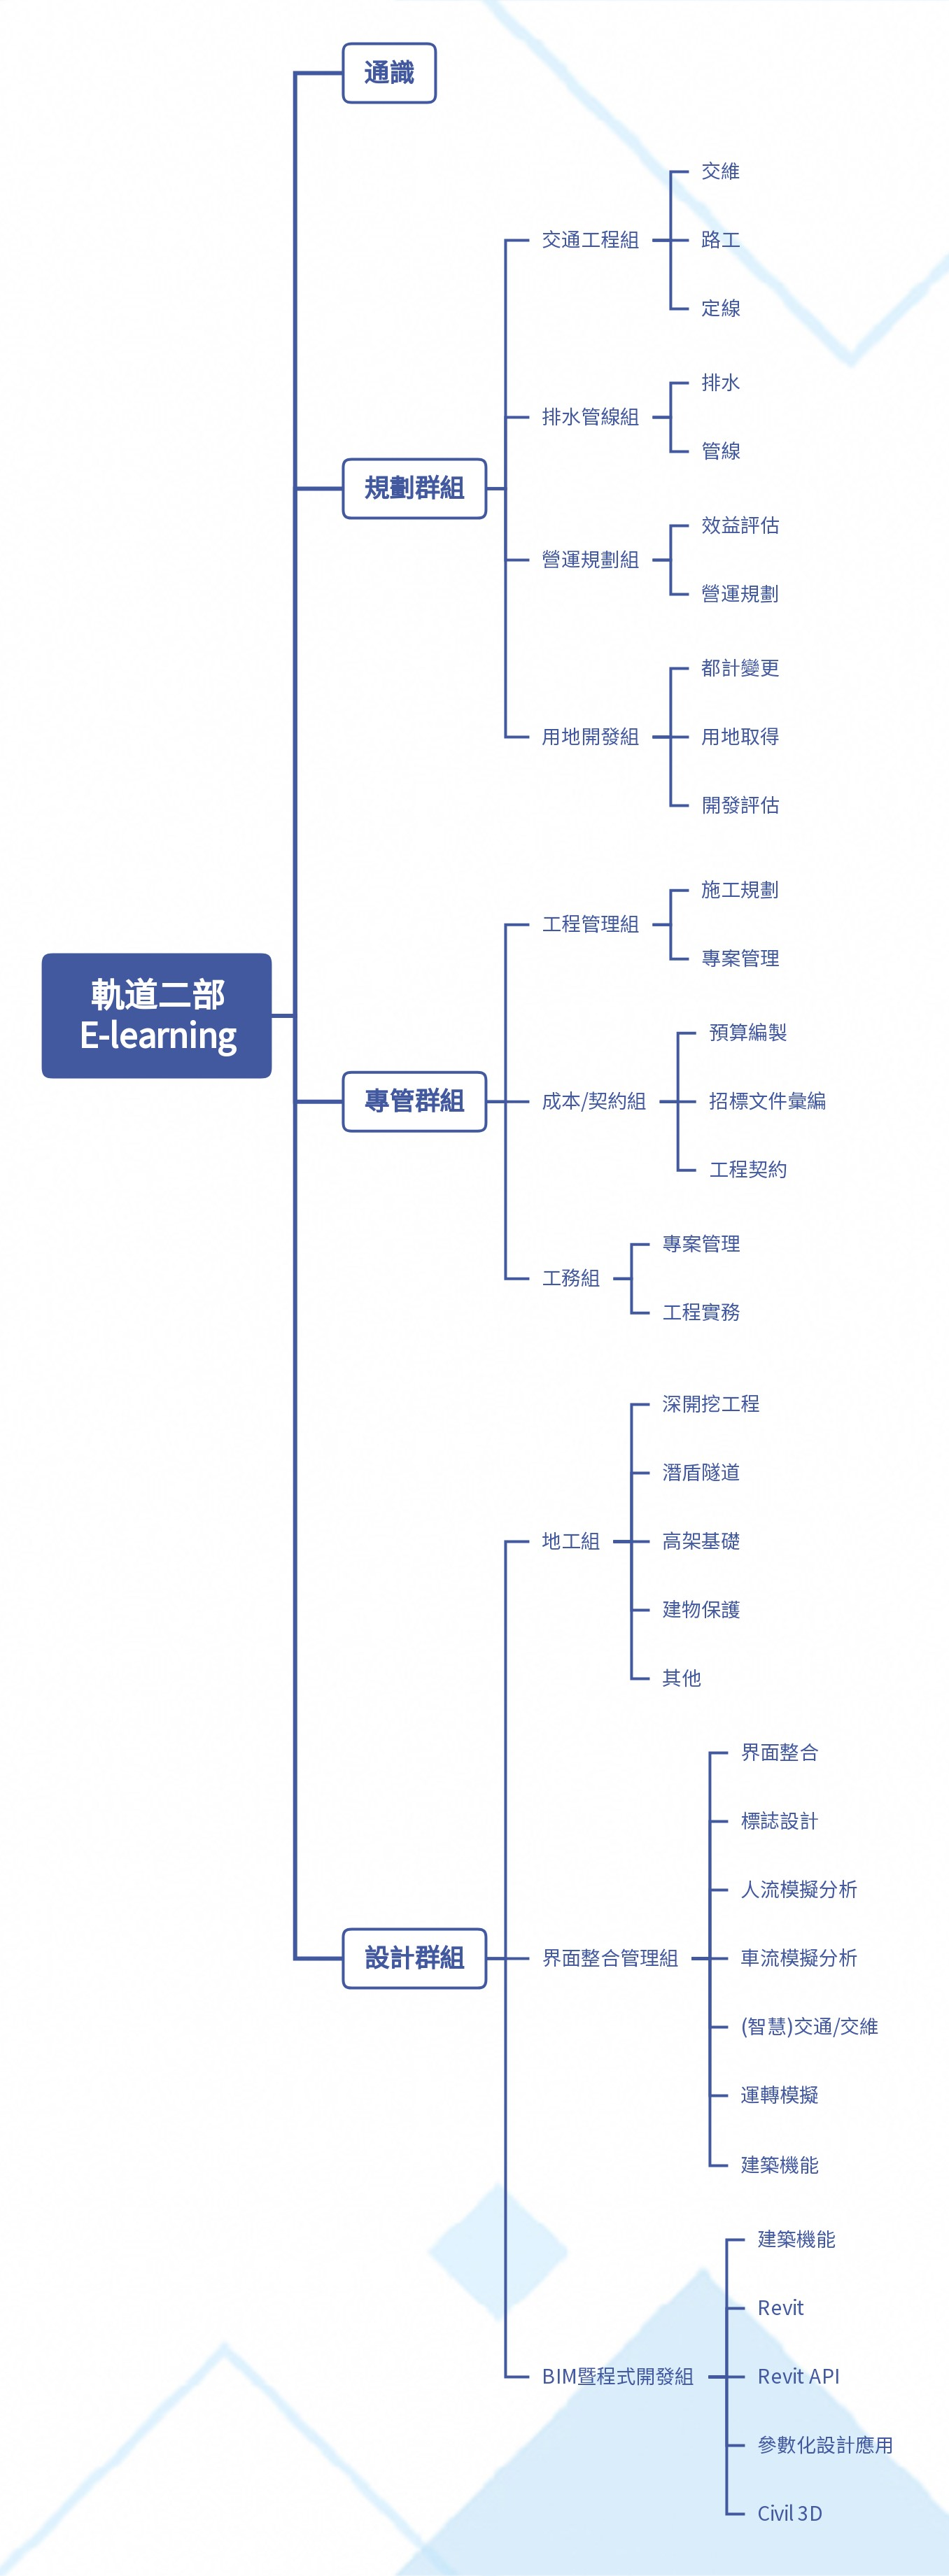 通識
交維
交通工程組
路工
定線
排水
排水管線組
管線
規劃群組
效益評估
營運規劃組
營運規劃
都計變更
用地開發組
用地取得
開發評估
施工規劃
工程管理組
專案管理
軌道二部
E-learning
預算編製
專管群組
成本/契約組
招標文件彙編
工程契約
專案管理
工務組
工程實務
深開挖工程
潛盾隧道
地工組
高架基礎
建物保護
其他
界面整合
標誌設計
人流模擬分析
設計群組
界面整合管理組
車流模擬分析
(智慧)交通/交維
運轉模擬
建築機能
建築機能
Revit
BIM暨程式開發組
Revit API
參數化設計應用
Civil 3D